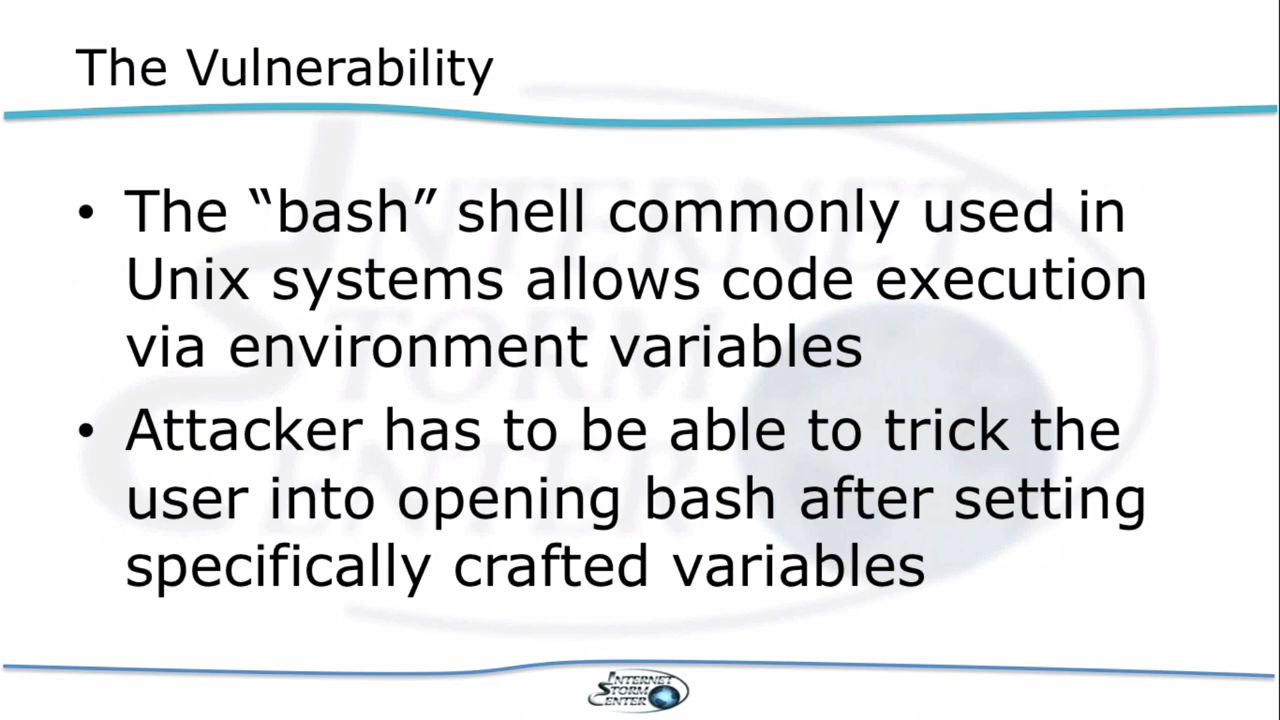 The Vulnerability
• The “bash” shell commonly used in
Unix systems allows code execution
via environment variables
• Attacker has to be able to trick the
user into opening bash after setting
specifically crafted variables
INTERNET
STORM
CENTER